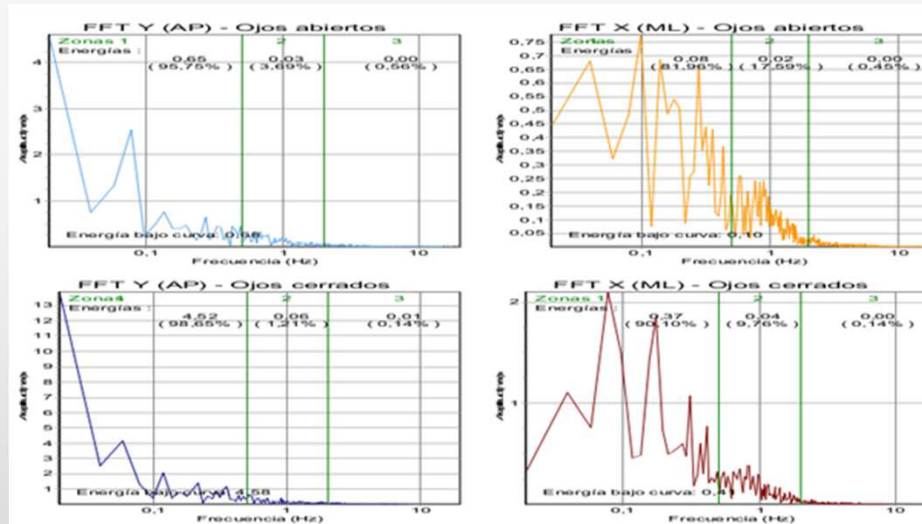 FFT Y (AP) - Ojos abiertos
Zonas 1 2 3
Energías :
0,65 0,03 0,00
(95,75% ) (3,69% ) (0,56% )
4
3
2
1
Energía bajo curva: 0,68
0,1 1 10
Frecuencia (Hz)
FFT X (ML) - Ojos abiertos
2 3
Energías :
0,08 0,02 0,00
(81,96% ) (17,59% ) (0,45% )
0,75
0,7
0,65
0,6
0,55
0,5
0,45
0,4
0,35
0,3
0,25
0,2
0,15
0,1
0,05
Energía bajo curva: 0,10
0,1 1 10
Frecuencia (Hz)
FFT Y (AP) - Ojos cerrados
2 3
Energías :
4,52 0,06 0,01
(98,65% ) (1,21% ) (0,14% )
13
12
11
10
9
8
7
6
5
4
3
2
1
Energía bajo curva: 4,58
0,1 1 10
Frecuencia (Hz)
FFT X (ML) - Ojos cerrados
Zonas 1 2 3
Energías :
0,37 0,04 0,00
(90,10% ) (9,76% ) (0,14% )
2
1
Energía bajo curva: 0,41
0,1 1 10
Frecuencia (Hz)